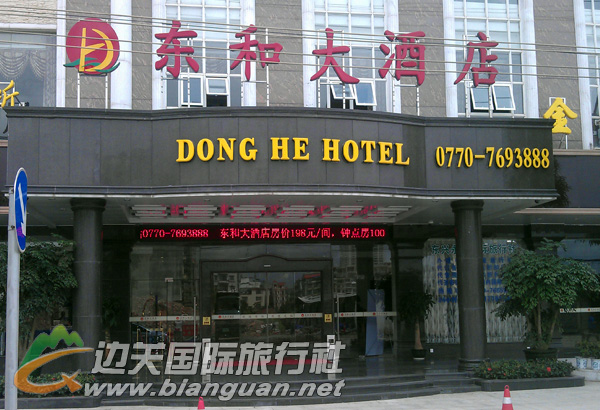 东和大酒店
DONG HE HOTEL 0770-7693888
:0770-7693888 东和大酒店房价198元/间，钟点房100
金
边关国际旅行社
www.bianguan.net